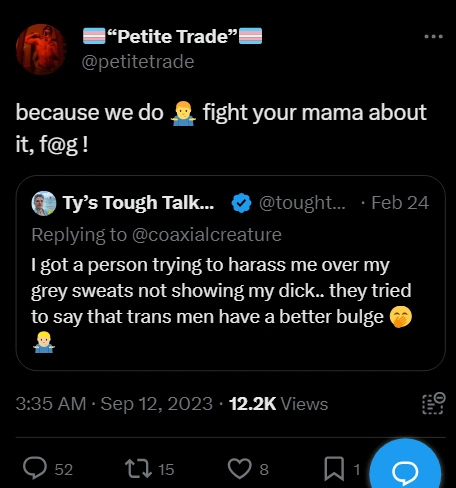 “Petite Trade”
@petitetrade
because we do 🤷‍♂️ fight your mama about
it, f@g !
Ty’s Tough Talk... @tought... · Feb 24
Replying to @coaxialcreature
I got a person trying to harass me over my
grey sweats not showing my dick.. they tried
to say that trans men have a better bulge 🤭
🤷🏼‍♂️
3:35 AM · Sep 12, 2023 · 12.2K Views
52 15 8 1